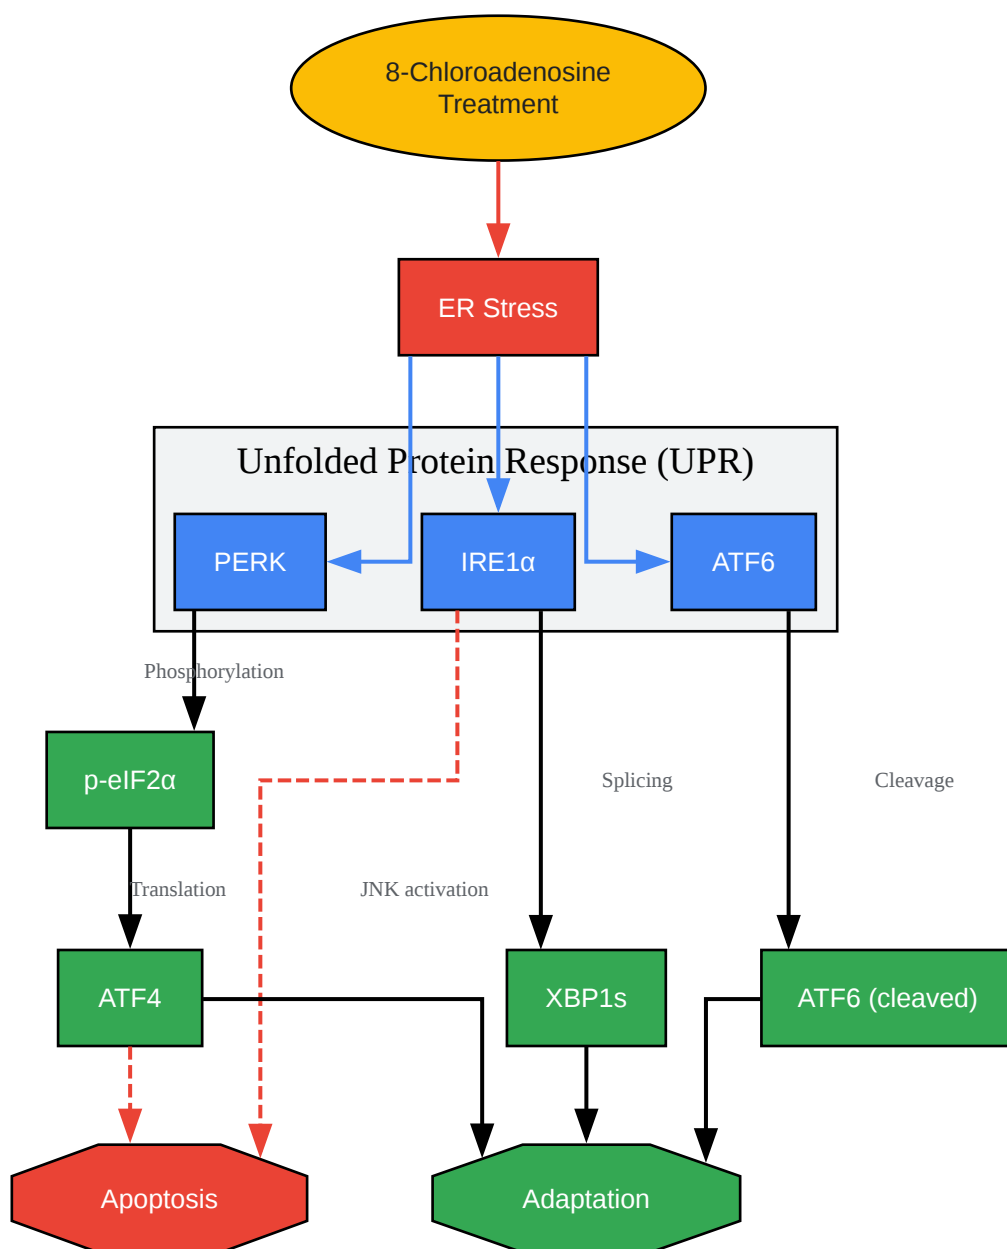 8-Chloroadenosine
Treatment
ER Stress
Unfolded Protein Response (UPR)
PERK
IRE1α
ATF6
Phosphorylation
p-eIF2α
Splicing
Cleavage
Translation
JNK activation
ATF4
XBP1s
ATF6 (cleaved)
Apoptosis
Adaptation